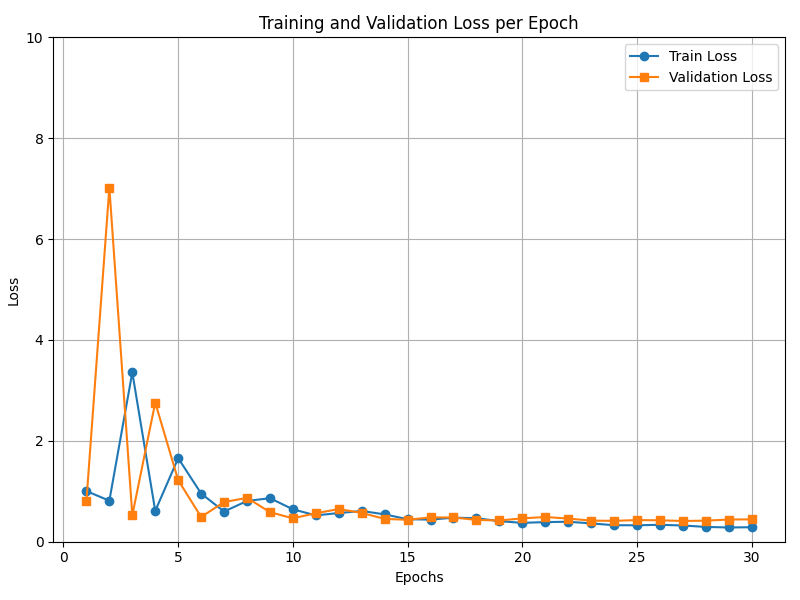 Training and Validation Loss per Epoch
10
8
6
4
2
0
Loss
Train Loss
Validation Loss
0 5 10 15 20 25 30
Epochs